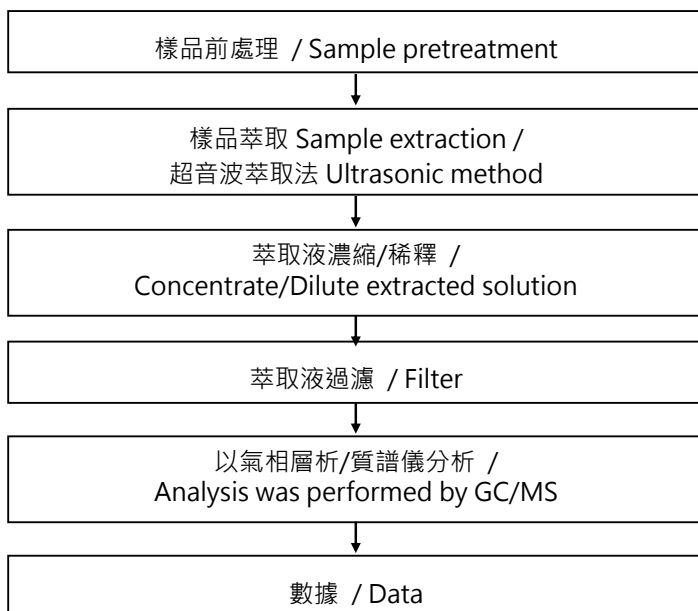 樣品前處理 / Sample pretreatment
樣品萃取 Sample extraction /
超音波萃取法 Ultrasonic method
萃取液濃縮/稀釋 /
Concentrate/Dilute extracted solution
萃取液過濾 / Filter
以氣相層析/質譜儀分析 /
Analysis was performed by GC/MS
數據 / Data